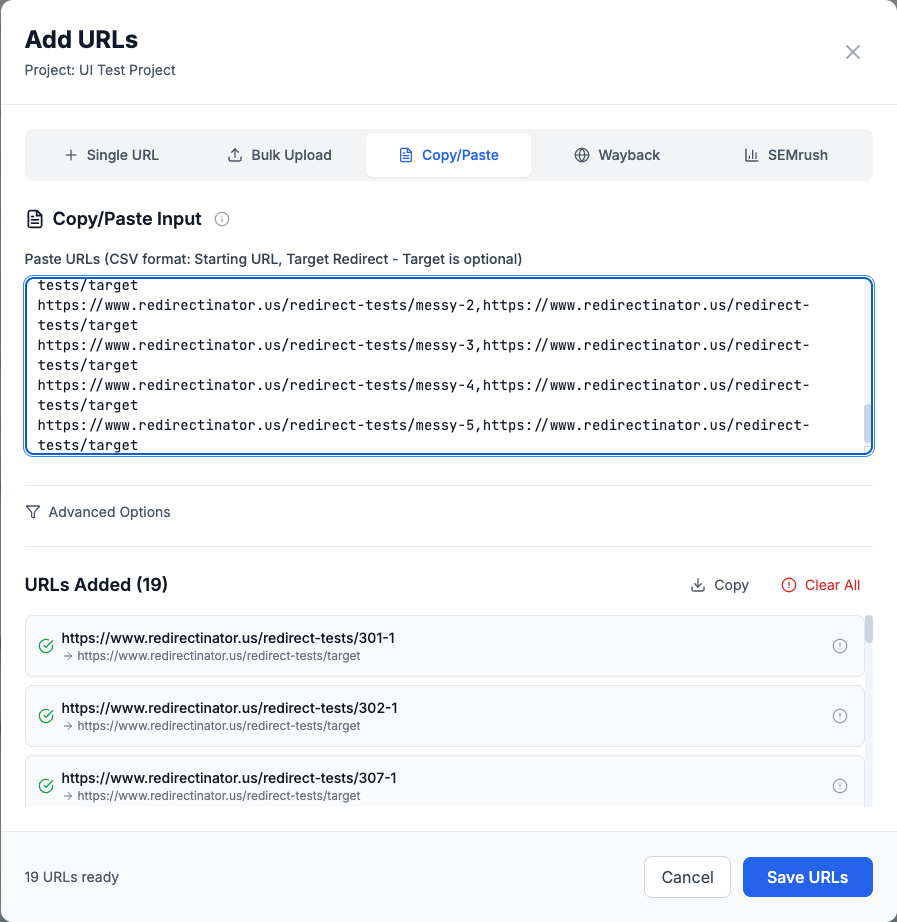 Add URLs
Project: UI Test Project
Single URL
Bulk Upload
Copy/Paste
Wayback
SEMrush
Copy/Paste Input
Paste URLs (CSV format: Starting URL, Target Redirect - Target is optional)
tests/target
https://www.redirectinator.us/redirect-tests/messy-2,https://www.redirectinator.us/redirect-
tests/target
https://www.redirectinator.us/redirect-tests/messy-3,https://www.redirectinator.us/redirect-
tests/target
https://www.redirectinator.us/redirect-tests/messy-4,https://www.redirectinator.us/redirect-
tests/target
https://www.redirectinator.us/redirect-tests/messy-5,https://www.redirectinator.us/redirect-
tests/target
Advanced Options
URLs Added (19)
Copy
Clear All
https://www.redirectinator.us/redirect-tests/301-1
→ https://www.redirectinator.us/redirect-tests/target
https://www.redirectinator.us/redirect-tests/302-1
→ https://www.redirectinator.us/redirect-tests/target
https://www.redirectinator.us/redirect-tests/307-1
→ https://www.redirectinator.us/redirect-tests/target
19 URLs ready
Cancel
Save URLs